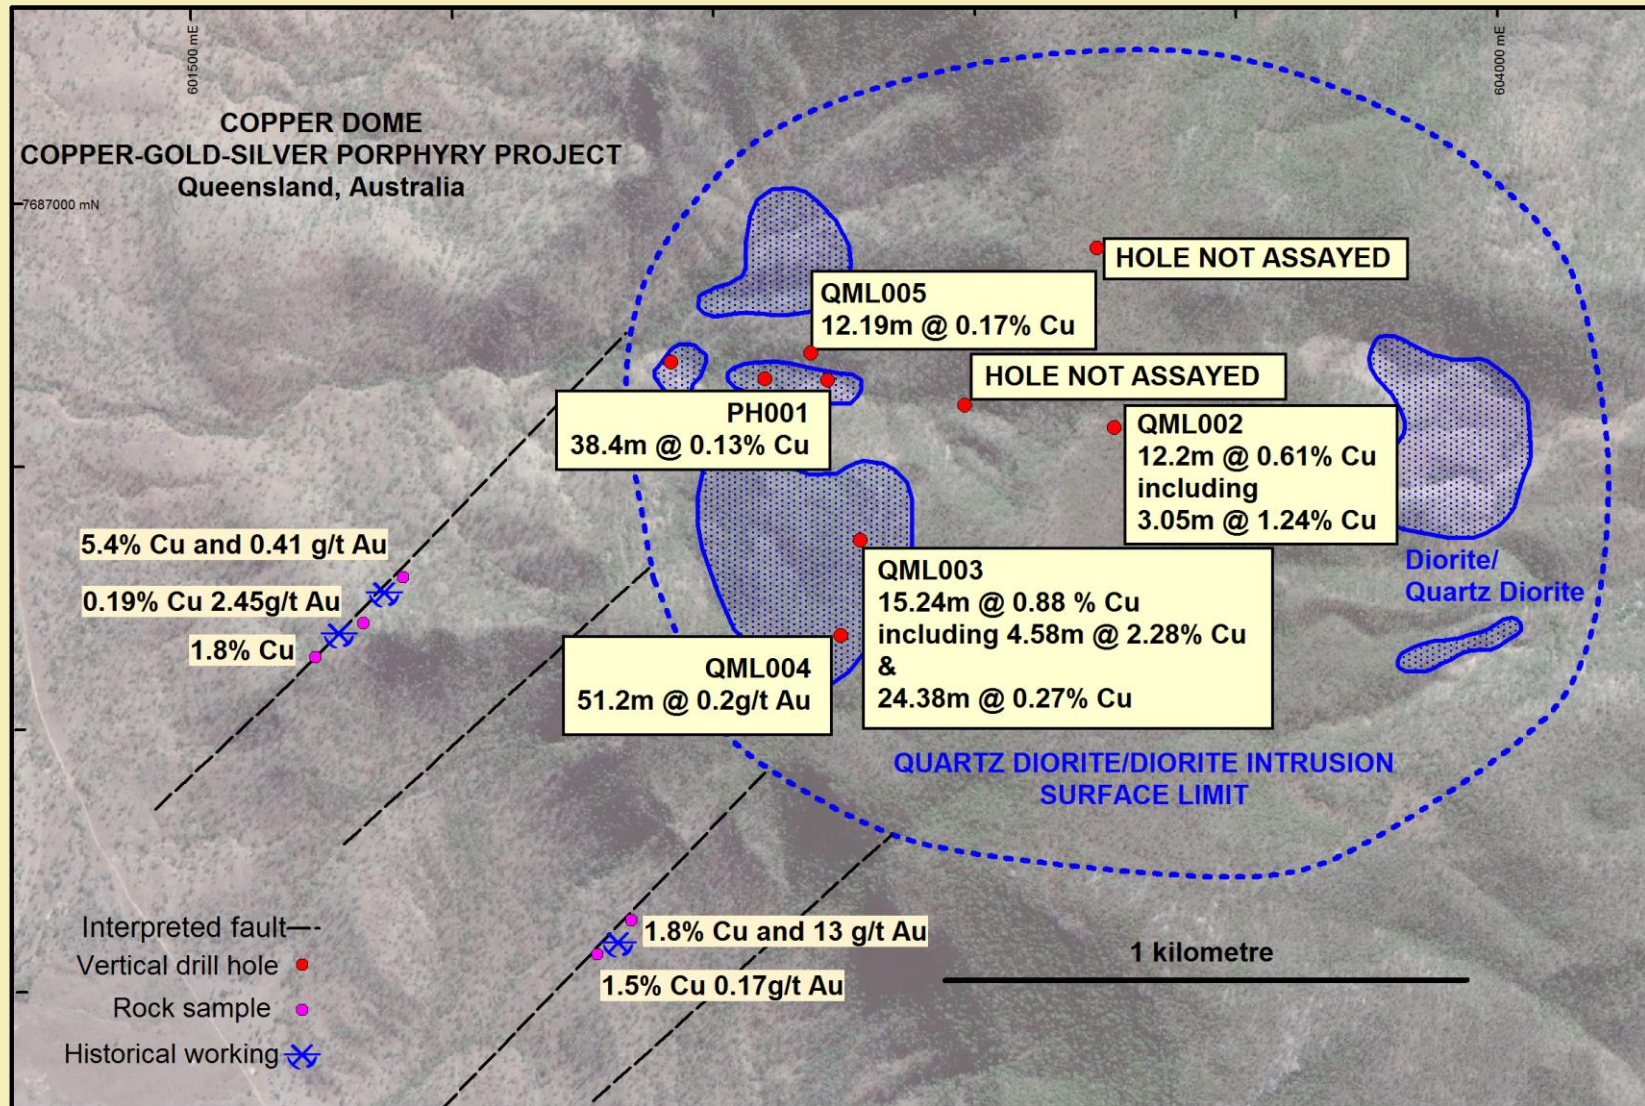 601500 mE
604000 mE
COPPER DOME
COPPER-GOLD-SILVER PORPHYRY PROJECT
Queensland, Australia
7687000 mN
HOLE NOT ASSAYED
QML005
12.19m @ 0.17% Cu
HOLE NOT ASSAYED
PH001
38.4m @ 0.13% Cu
QML002
12.2m @ 0.61% Cu
including
3.05m @ 1.24% Cu
5.4% Cu and 0.41 g/t Au
0.19% Cu 2.45g/t Au
1.8% Cu
Diorite/
Quartz Diorite
QML003
15.24m @ 0.88 % Cu
including 4.58m @ 2.28% Cu
&
24.38m @ 0.27% Cu
QML004
51.2m @ 0.2g/t Au
QUARTZ DIORITE/DIORITE INTRUSION
SURFACE LIMIT
1.8% Cu and 13 g/t Au
1.5% Cu 0.17g/t Au
1 kilometre
Interpreted fault
Vertical drill hole
Rock sample
Historical working